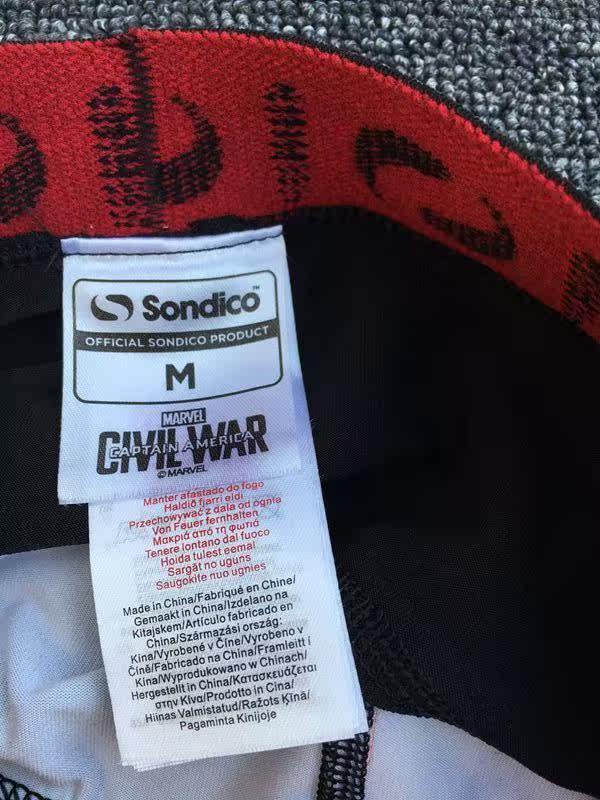 Sondico™
OFFICIAL SONDICO PRODUCT
M
MARVEL
CIVIL WAR
CAPTAIN AMERICA
© MARVEL
Manter afastado do fogo
Haldið fjarri eldi
Przechowywać z dala od ognia
Von Feuer fernhalten
Μακριά από τη φωτιά
Tenere lontano dal fuoco
Hoida tulest eemal
Sargāt no uguns
Saugokite nuo ugnies
Made in China/Fabriqué en Chine/
Gemaakt in China/Izdelano na
Kitajskem/Artículo fabricado en
China/Származási ország:
Kína/Vyrobené v Číne/Vyrobeno v
Číně/Fabricado na China/Framleitt í
Kína/Wyprodukowano w Chinach/
Hergestellt in China/Κατασκευάζεται
στην Κίνα/Prodotto in Cina/
Hiinas Valmistatud/Ražots Ķīnā/
Pagaminta Kinijoje